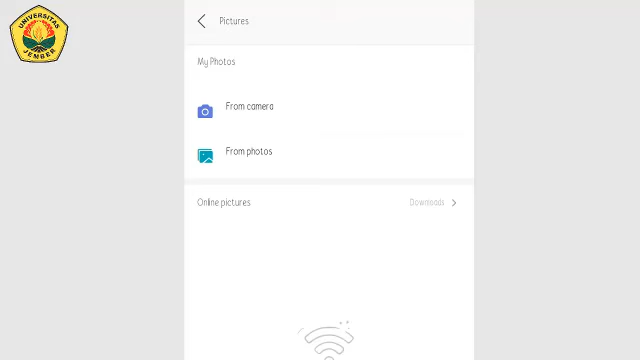 UNIVERSITAS
JEMBER
Pictures
My Photos
From camera
From photos
Online pictures
Downloads